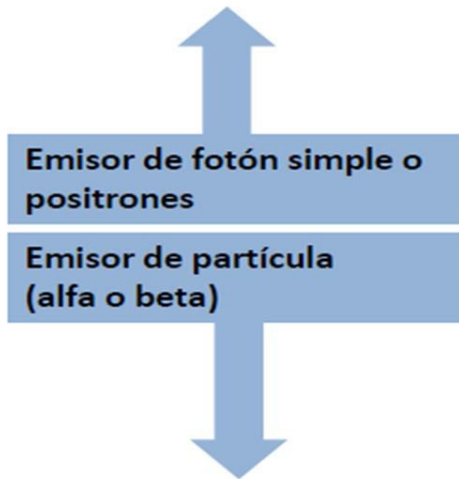 Emisor de fotón simple o
positrones
Emisor de partícula
(alfa o beta)